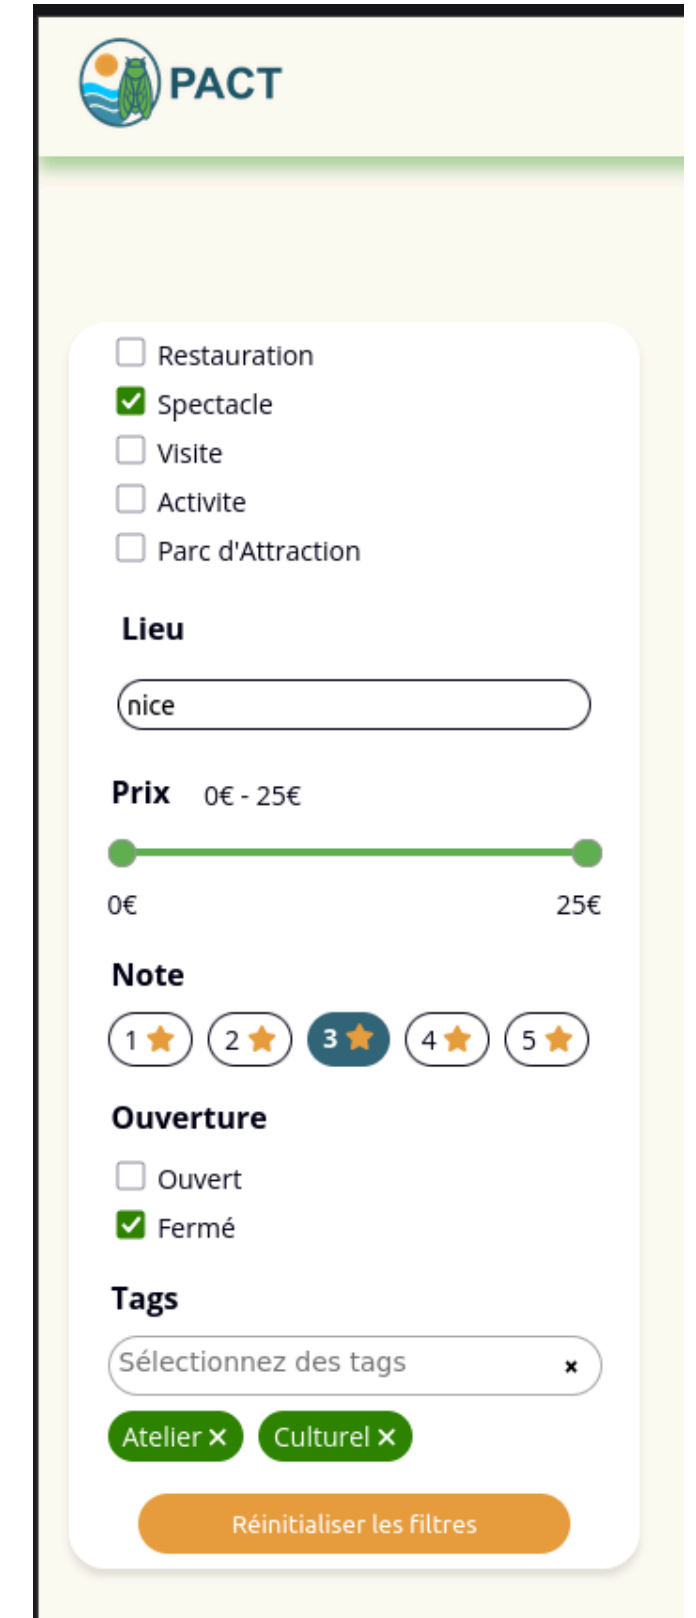 PACT
Restauration
Spectacle
Visite
Activite
Parc d'Attraction
Lieu
nice
Prix 0€ - 25€
0€ 25€
Note
1 2 3 4 5
Ouverture
Ouvert
Fermé
Tags
Sélectionnez des tags ×
Atelier × Culturel ×
Réinitialiser les filtres